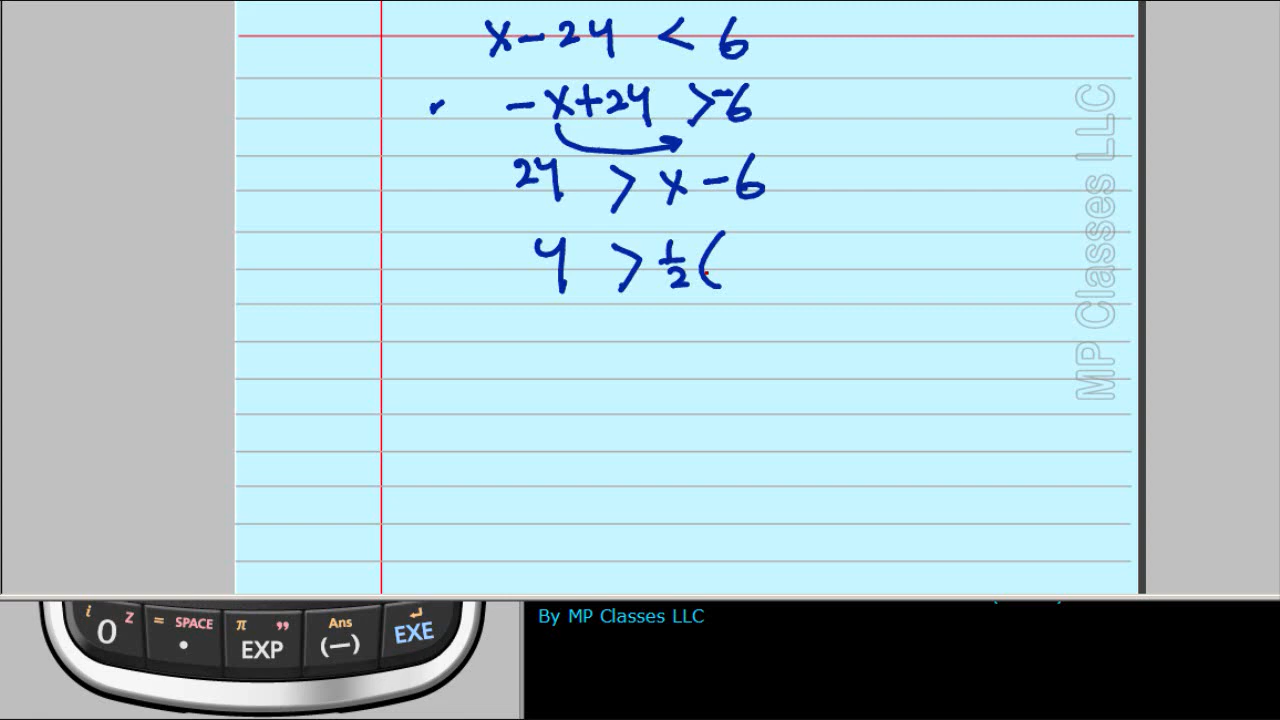 x - 24 < 6
- x + 24 > -6
24 > x - 6
4 > 1/2 (
MP Classes LLC
i Z = SPACE π ,, Ans ↵
0 . EXP (—) EXE
By MP Classes LLC